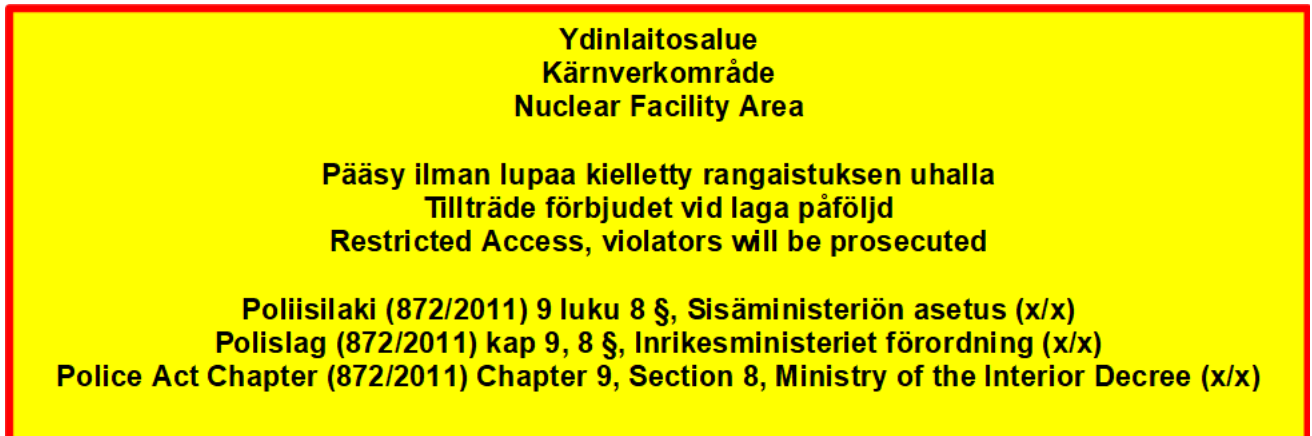 Ydinlaitosalue
Kärnverkområde
Nuclear Facility Area
Pääsy ilman lupaa kielletty rangaistuksen uhalla
Tillträde förbjudet vid laga påföljd
Restricted Access, violators will be prosecuted
Poliisilaki (872/2011) 9 luku 8 §, Sisäministeriön asetus (x/x)
Polislag (872/2011) kap 9, 8 §, Inrikesministeriet förordning (x/x)
Police Act Chapter (872/2011) Chapter 9, Section 8, Ministry of the Interior Decree (x/x)